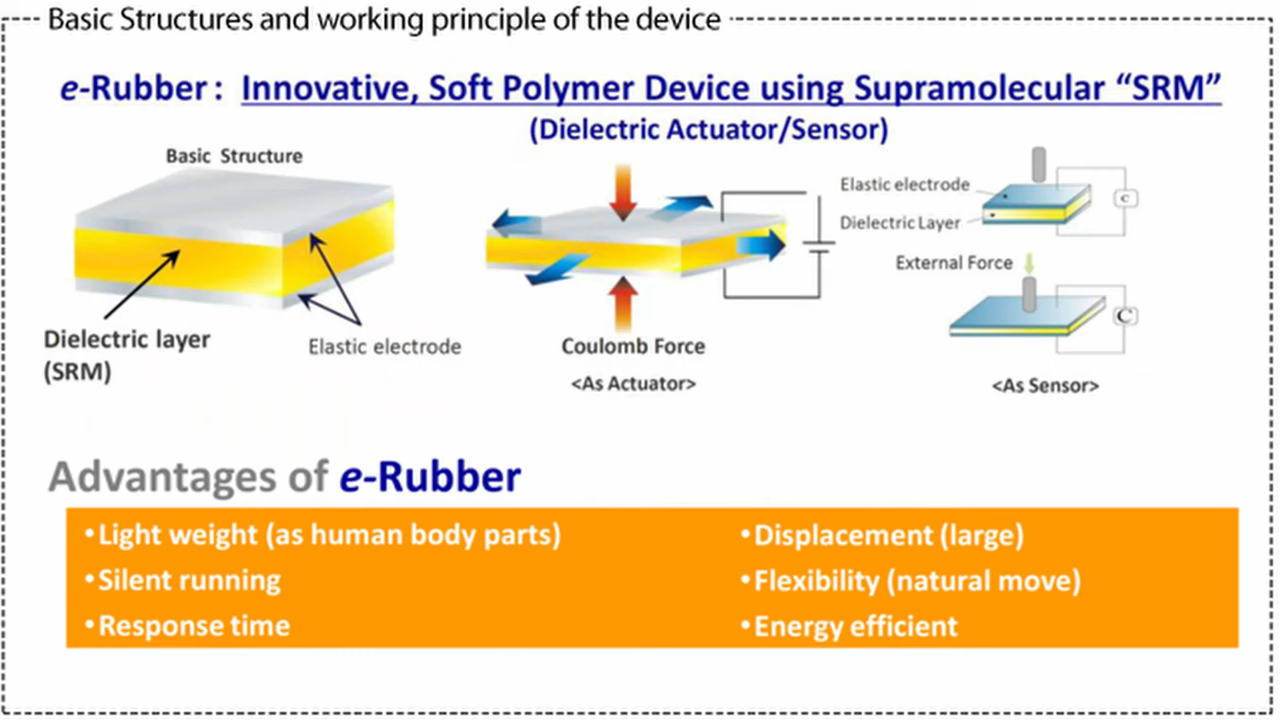 Basic Structures and working principle of the device
e-Rubber : Innovative, Soft Polymer Device using Supramolecular “SRM”
(Dielectric Actuator/Sensor)
Basic Structure
Dielectric layer
(SRM)
Elastic electrode
Coulomb Force
<As Actuator>
Elastic electrode
Dielectric Layer
C
External Force
C
<As Sensor>
Advantages of e-Rubber
•Light weight (as human body parts)
•Silent running
•Response time
•Displacement (large)
•Flexibility (natural move)
•Energy efficient